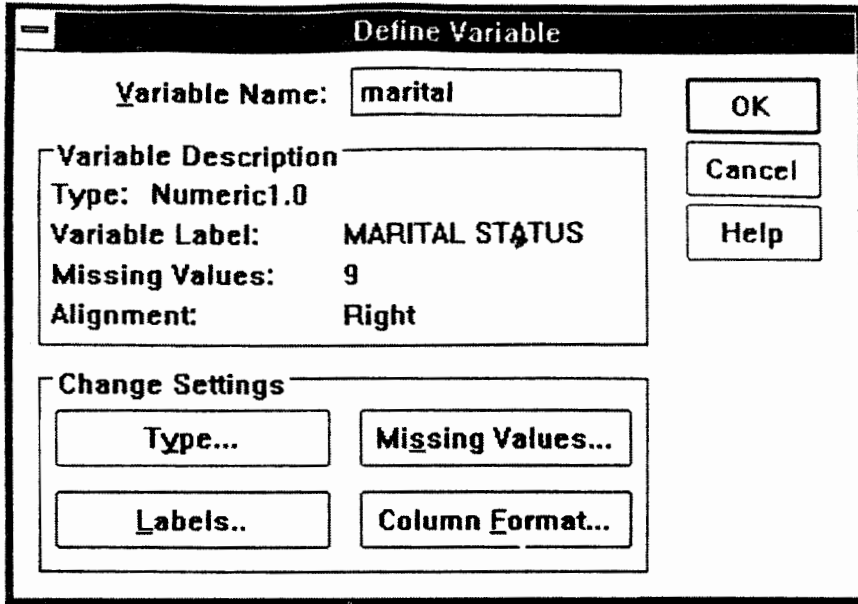 Define Variable
Variable Name: marital
OK
Cancel
Help
Variable Description
Type: Numeric1.0
Variable Label: MARITAL STATUS
Missing Values: 9
Alignment: Right
Change Settings
Type... Missing Values...
Labels.. Column Format...